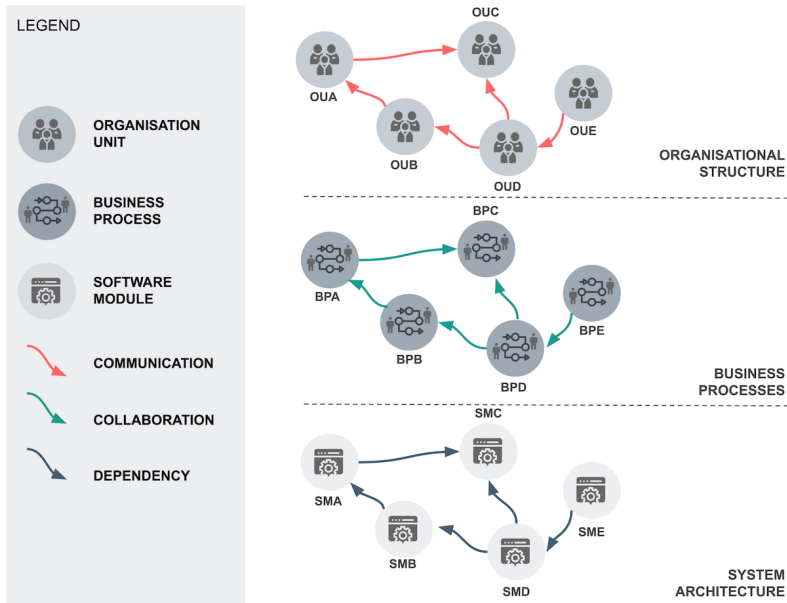 LEGEND
ORGANISATION
UNIT
BUSINESS
PROCESS
SOFTWARE
MODULE
COMMUNICATION
COLLABORATION
DEPENDENCY
OUC
OUA
OUB
OUE
OUD
ORGANISATIONAL
STRUCTURE
BPC
BPA
BPB
BPE
BPD
BUSINESS
PROCESSES
SMC
SMA
SMB
SME
SMD
SYSTEM
ARCHITECTURE